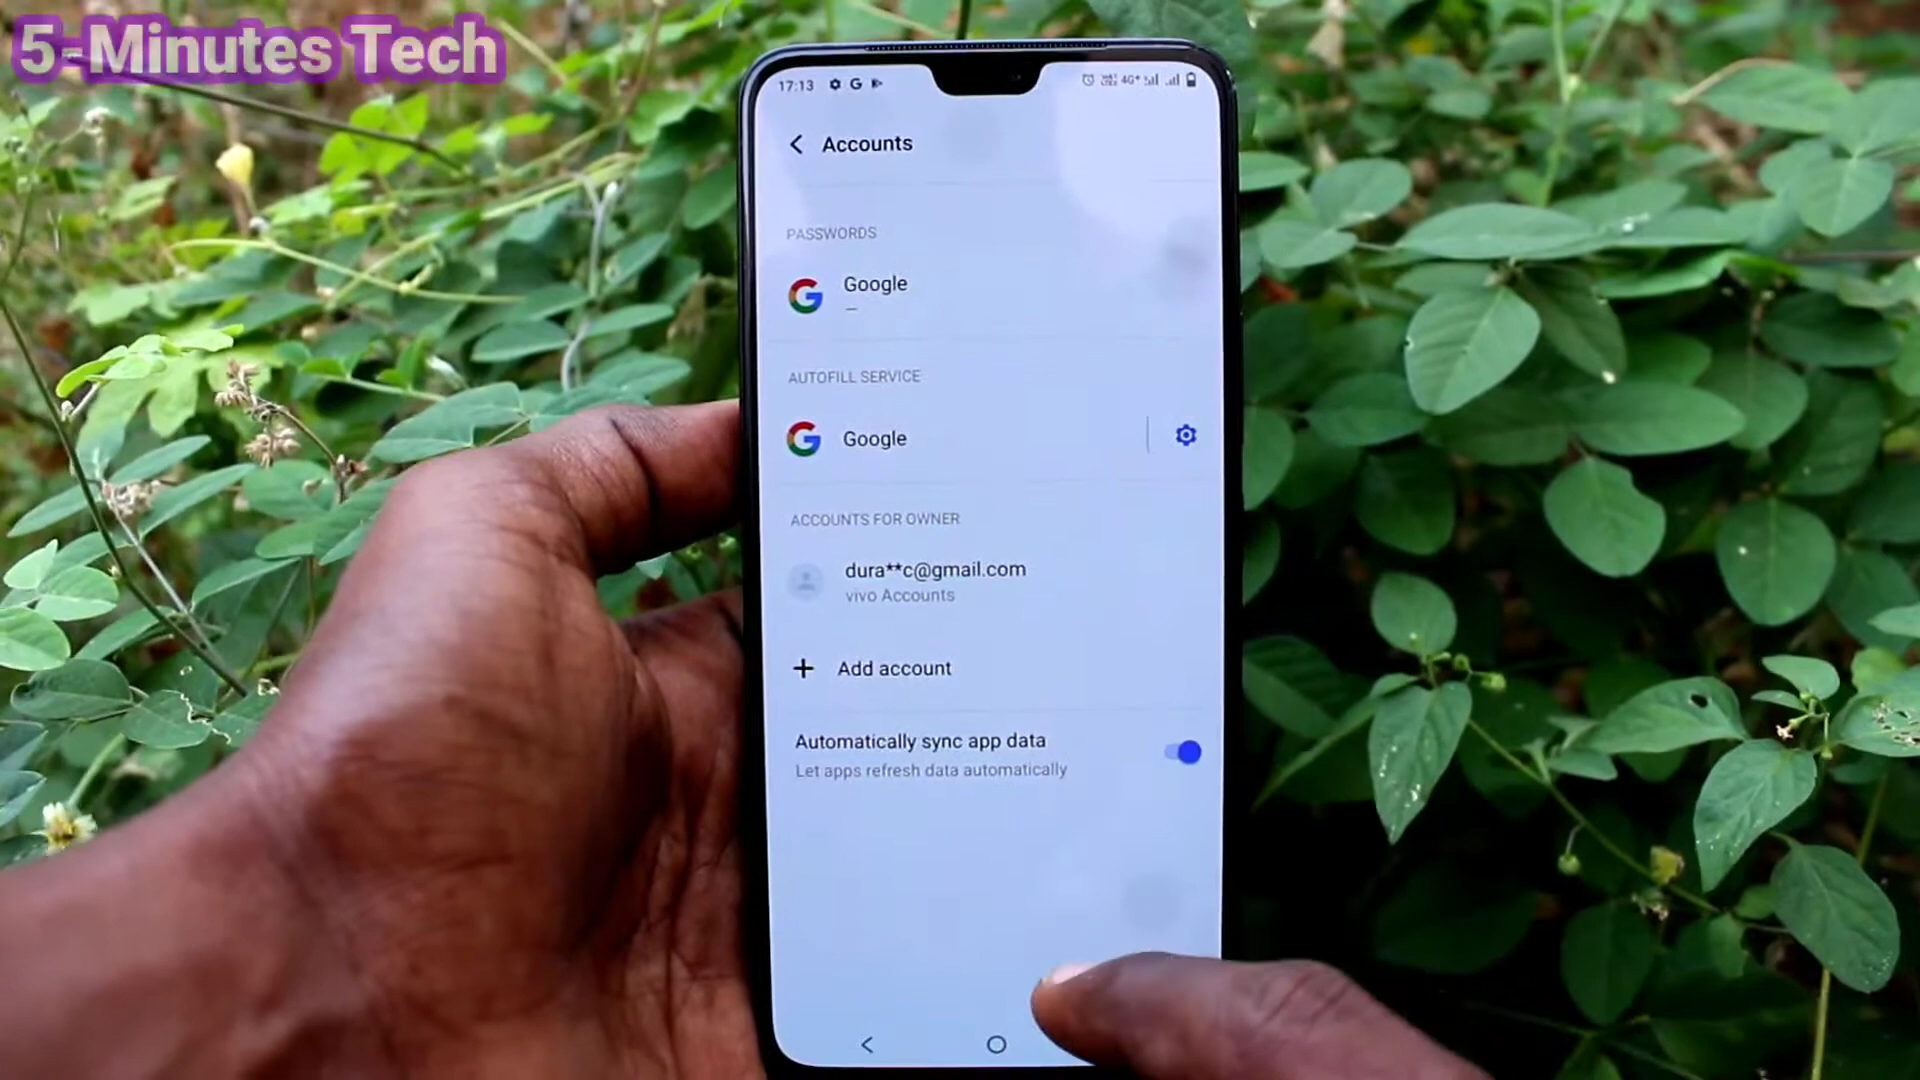 5-Minutes Tech
17:13
4G+
Accounts
PASSWORDS
Google
—
AUTOFILL SERVICE
Google
ACCOUNTS FOR OWNER
dura**c@gmail.com
vivo Accounts
+ Add account
Automatically sync app data
Let apps refresh data automatically